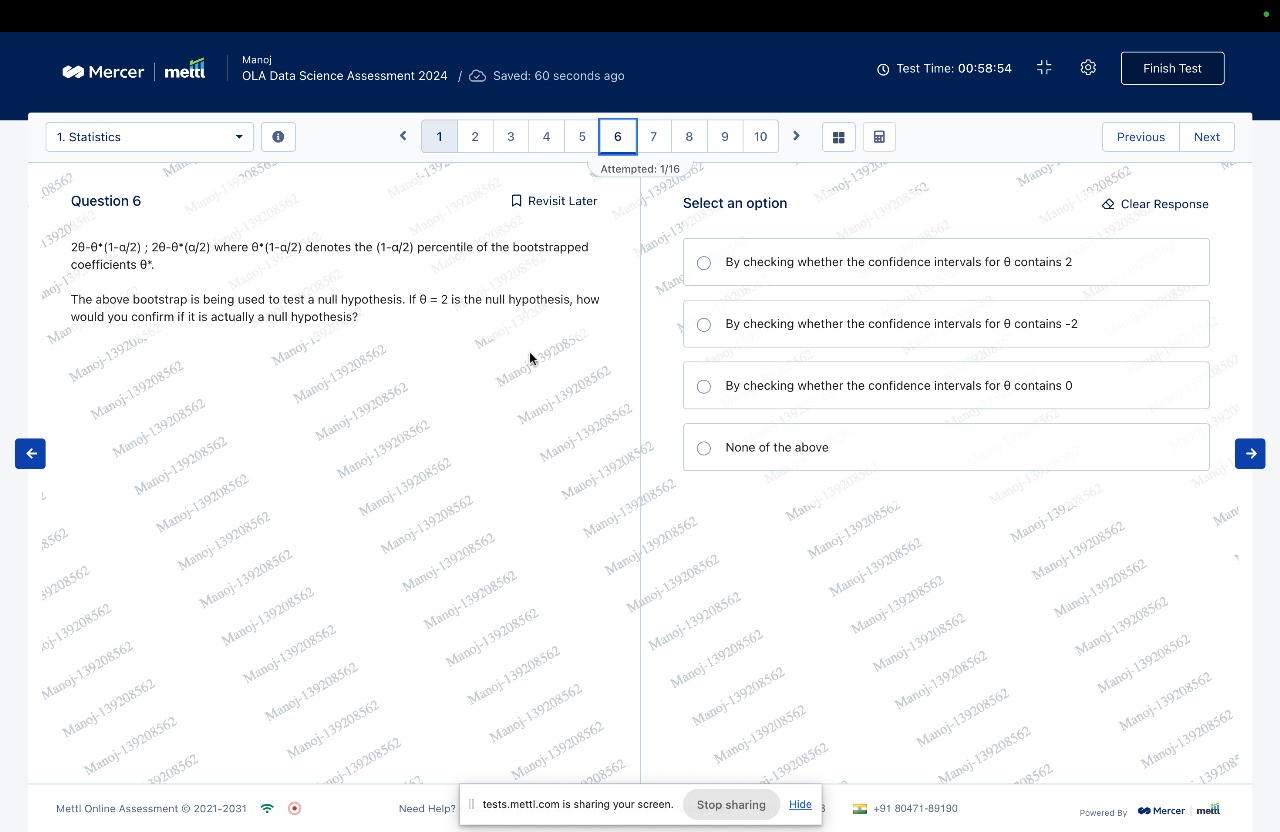 Mercer | mettl
Manoj
OLA Data Science Assessment 2024 / Saved: 60 seconds ago
Test Time: 00:58:54
Finish Test
1. Statistics
1 2 3 4 5 6 7 8 9 10
Previous Next
Attempted: 1/16
Question 6
Revisit Later
2θ-θ*(1-α/2) ; 2θ-θ*(α/2) where θ*(1-α/2) denotes the (1-α/2) percentile of the bootstrapped
coefficients θ*.
The above bootstrap is being used to test a null hypothesis. If θ = 2 is the null hypothesis, how
would you confirm if it is actually a null hypothesis?
Select an option
Clear Response
By checking whether the confidence intervals for θ contains 2
By checking whether the confidence intervals for θ contains -2
By checking whether the confidence intervals for θ contains 0
None of the above
Manoj-139208562
Mettl Online Assessment © 2021-2031
Need Help?
tests.mettl.com is sharing your screen.
Stop sharing
Hide
3
+91 80471-89190
Powered By Mercer | mettl